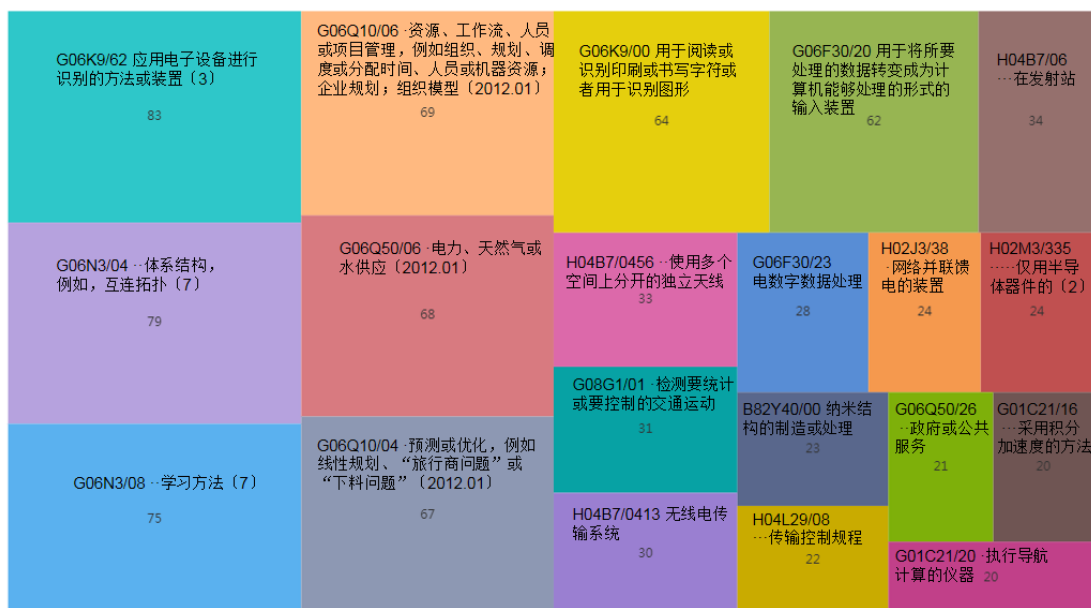 G06K9/62 应用电子设备进行
识别的方法或装置〔3〕
83
G06Q10/06 ·资源、工作流、人员
或项目管理，例如组织、规划、调
度或分配时间、人员或机器资源；
企业规划；组织模型〔2012.01〕
69
G06K9/00 用于阅读或
识别印刷或书写字符或
者用于识别图形
64
G06F30/20 用于将所要
处理的数据转变成为计
算机能够处理的形式的
输入装置
62
H04B7/06
···在发射站
34
G06N3/04 ··体系结构，
例如，互连拓扑〔7〕
79
G06Q50/06 ·电力、天然气或
水供应〔2012.01〕
68
H04B7/0456 ··使用多个
空间上分开的独立天线
33
G06F30/23
电数字数据处理
28
H02J3/38
·网络并联馈
电的装置
24
H02M3/335
·····仅用半导
体器件的〔2〕
24
G08G1/01 ·检测要统计
或要控制的交通运动
31
B82Y40/00 纳米结
构的制造或处理
23
G06Q50/26
··政府或公共
服务
21
G01C21/16
···采用积分
加速度的方法
20
G06N3/08 ··学习方法〔7〕
75
G06Q10/04 ·预测或优化，例如
线性规划、“旅行商问题”或
“下料问题”〔2012.01〕
67
H04B7/0413 无线电传
输系统
30
H04L29/08
···传输控制规程
22
G01C21/20 ·执行导航
计算的仪器
20